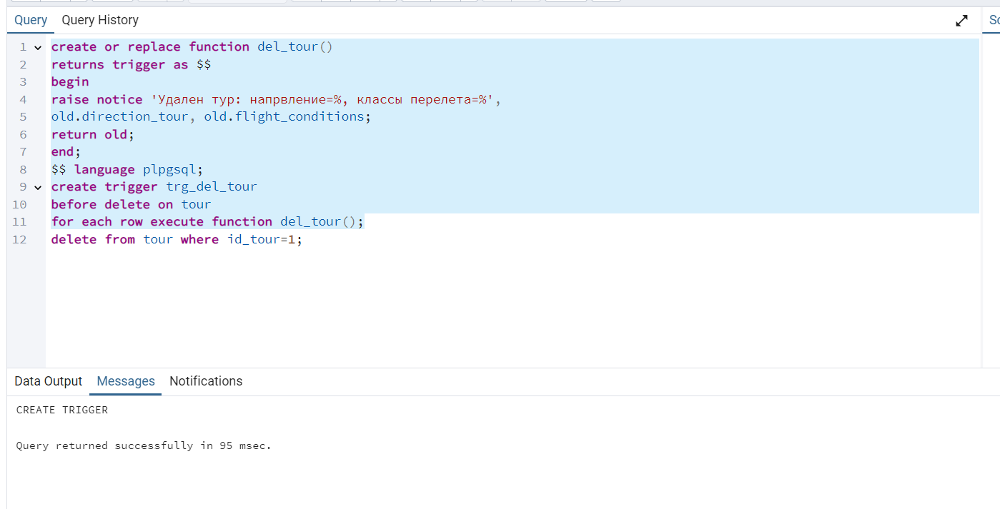 Query Query History Sc
1 create or replace function del_tour()
2 returns trigger as $$
3 begin
4 raise notice 'Удален тур: напрвление=%, классы перелета=%',
5 old.direction_tour, old.flight_conditions;
6 return old;
7 end;
8 $$ language plpgsql;
9 create trigger trg_del_tour
10 before delete on tour
11 for each row execute function del_tour();
12 delete from tour where id_tour=1;
Data Output Messages Notifications
CREATE TRIGGER
Query returned successfully in 95 msec.